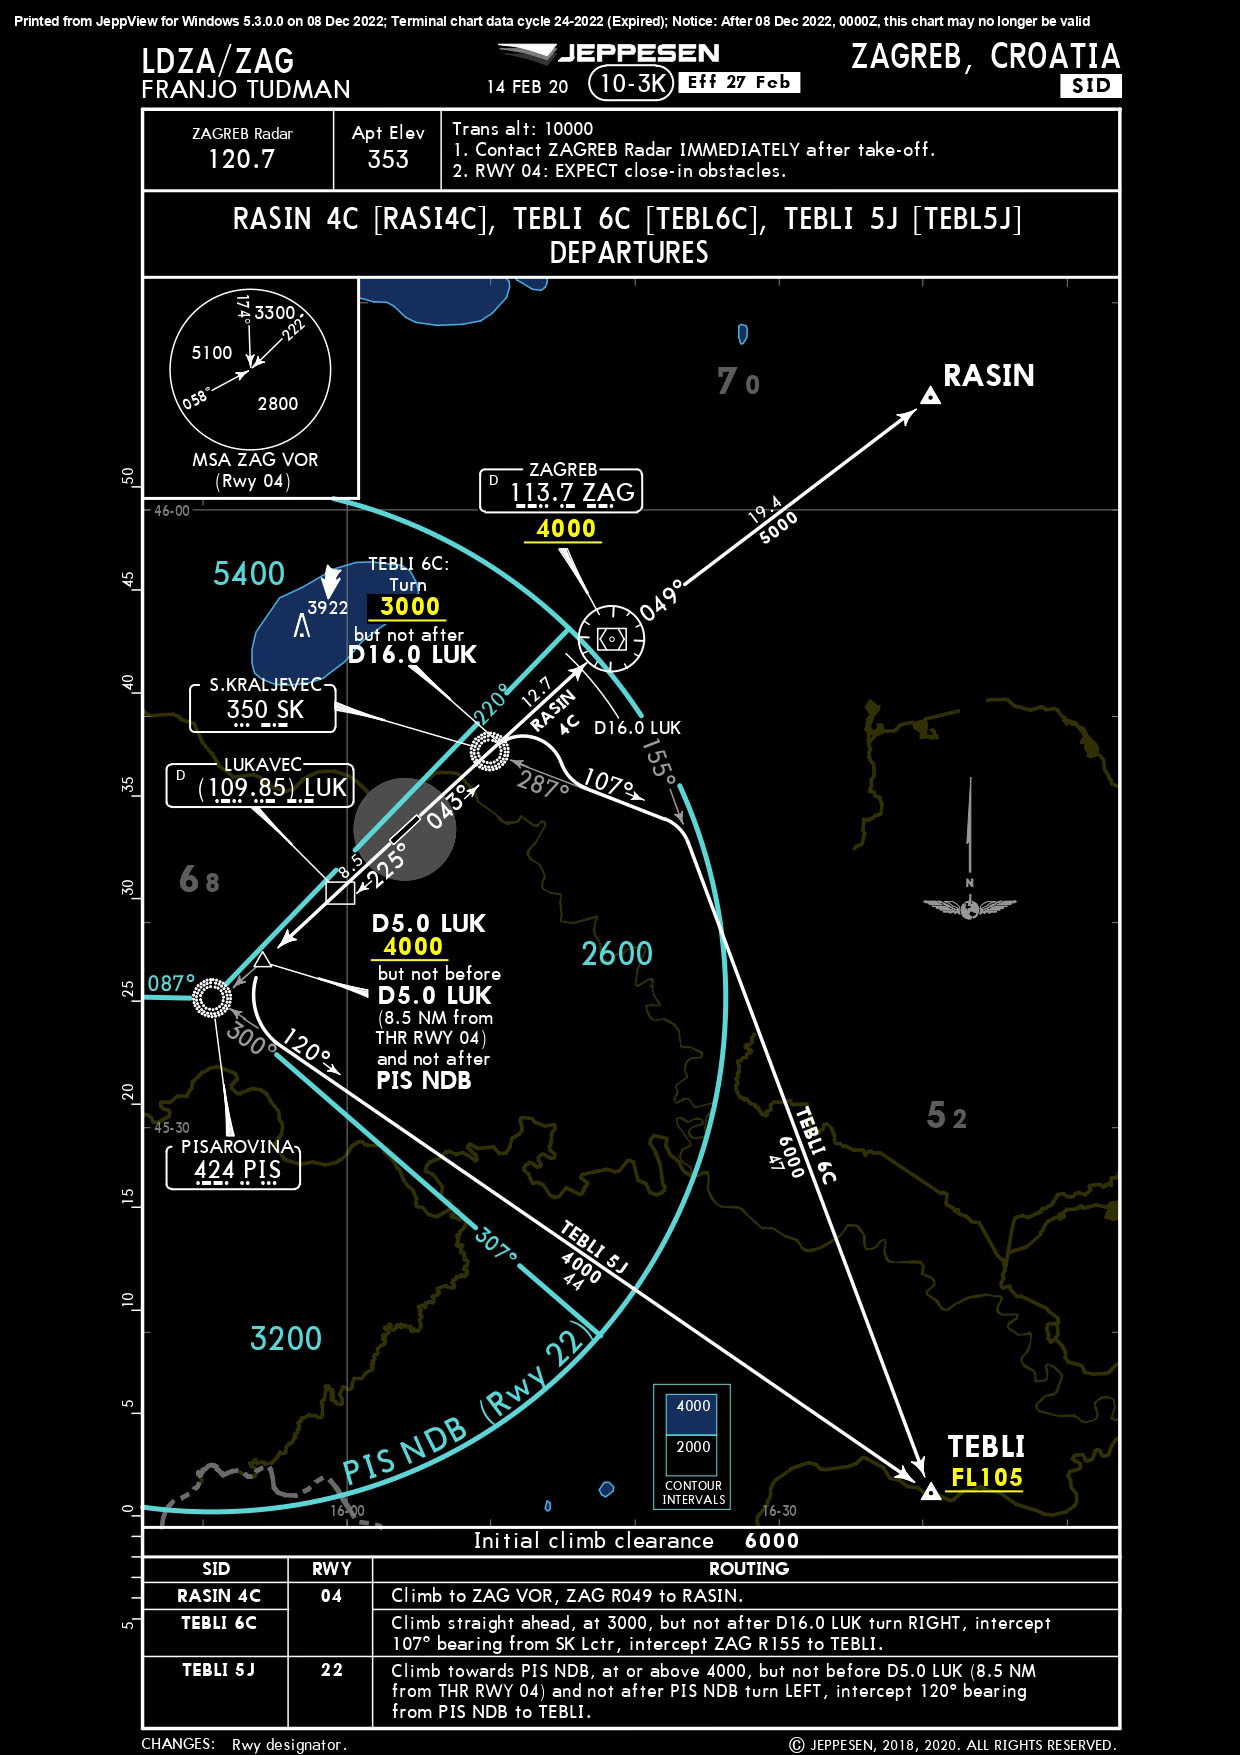 Printed from JeppView for Windows 5.3.0.0 on 08 Dec 2022; Terminal chart data cycle 24-2022 (Expired); Notice: After 08 Dec 2022, 0000Z, this chart may no longer be valid
LDZA/ZAG
FRANJO TUDMAN
JEPPESEN
14 FEB 20
10-3K
Eff 27 Feb
ZAGREB, CROATIA
SID
ZAGREB Radar
120.7
Apt Elev
353
Trans alt: 10000
1. Contact ZAGREB Radar IMMEDIATELY after take-off.
2. RWY 04: EXPECT close-in obstacles.
RASIN 4C [RASI4C], TEBLI 6C [TEBL6C], TEBLI 5J [TEBL5J]
DEPARTURES
174°
3300
222°
5100
058°
2800
MSA ZAG VOR
(Rwy 04)
70
RASIN
ZAGREB
D 113.7 ZAG
4000
19.4
5000
50
46-00
5400
3922
TEBLI 6C:
Turn
3000
but not after
D16.0 LUK
049°
45
S.KRALJEVEC
350 SK
40
220°
12.7
RASIN
4C
D16.0 LUK
155°
LUKAVEC
D (109.85) LUK
35
287°
107°
043°
8.5
225°
68
30
N
D5.0 LUK
4000
but not before
D5.0 LUK
(8.5 NM from
THR RWY 04)
and not after
PIS NDB
2600
087°
25
300°
120°
20
45-30
PISAROVINA
424 PIS
52
TEBLI 6C
6000
47
15
307°
TEBLI 5J
4000
44
10
3200
PIS NDB (Rwy 22)
5
4000
2000
CONTOUR
INTERVALS
TEBLI
FL105
0
16-00
16-30
5
Initial climb clearance 6000
SID RWY ROUTING
RASIN 4C 04 Climb to ZAG VOR, ZAG R049 to RASIN.
TEBLI 6C Climb straight ahead, at 3000, but not after D16.0 LUK turn RIGHT, intercept
107° bearing from SK Lctr, intercept ZAG R155 to TEBLI.
TEBLI 5J 22 Climb towards PIS NDB, at or above 4000, but not before D5.0 LUK (8.5 NM
from THR RWY 04) and not after PIS NDB turn LEFT, intercept 120° bearing
from PIS NDB to TEBLI.
CHANGES: Rwy designator.
© JEPPESEN, 2018, 2020. ALL RIGHTS RESERVED.